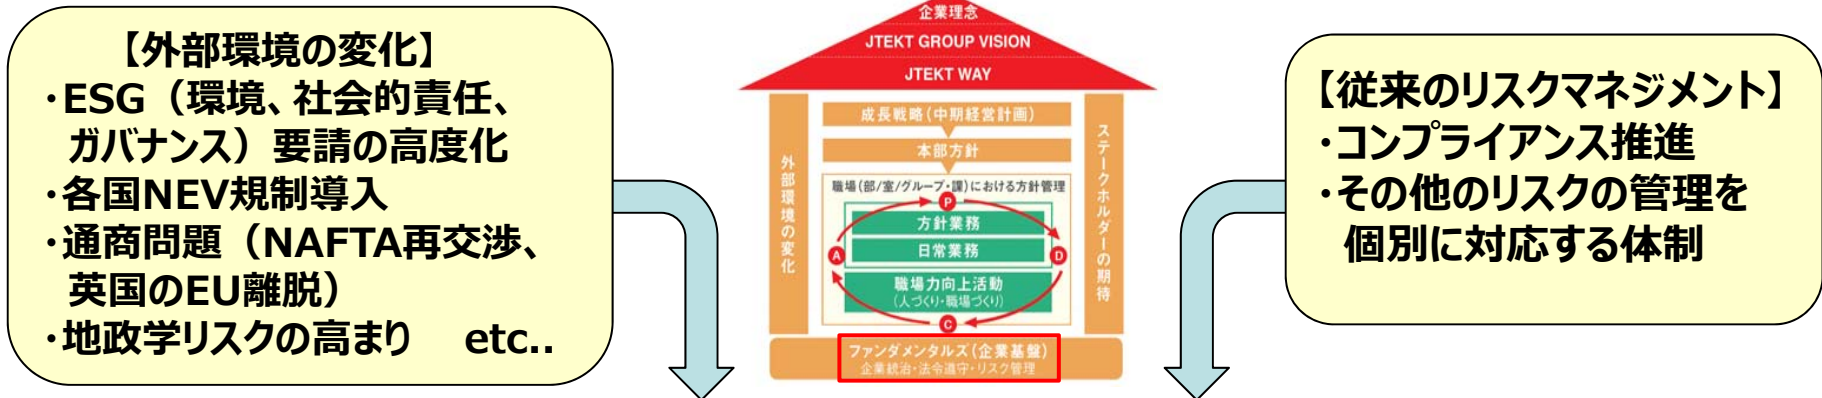 【外部環境の変化】
・ESG（環境、社会的責任、
ガバナンス）要請の高度化
・各国NEV規制導入
・通商問題（NAFTA再交渉、
英国のEU離脱）
・地政学リスクの高まり　etc..
企業理念
JTEKT GROUP VISION
JTEKT WAY
外部環境の変化
成長戦略（中期経営計画）
本部方針
職場（部/室/グループ・課）における方針管理
P
方針業務
日常業務
A
D
職場力向上活動
（人づくり・職場づくり）
C
ステークホルダーの期待
ファンダメンタルズ（企業基盤）
企業統治・法令遵守・リスク管理
【従来のリスクマネジメント】
・コンプライアンス推進
・その他のリスクの管理を
個別に対応する体制